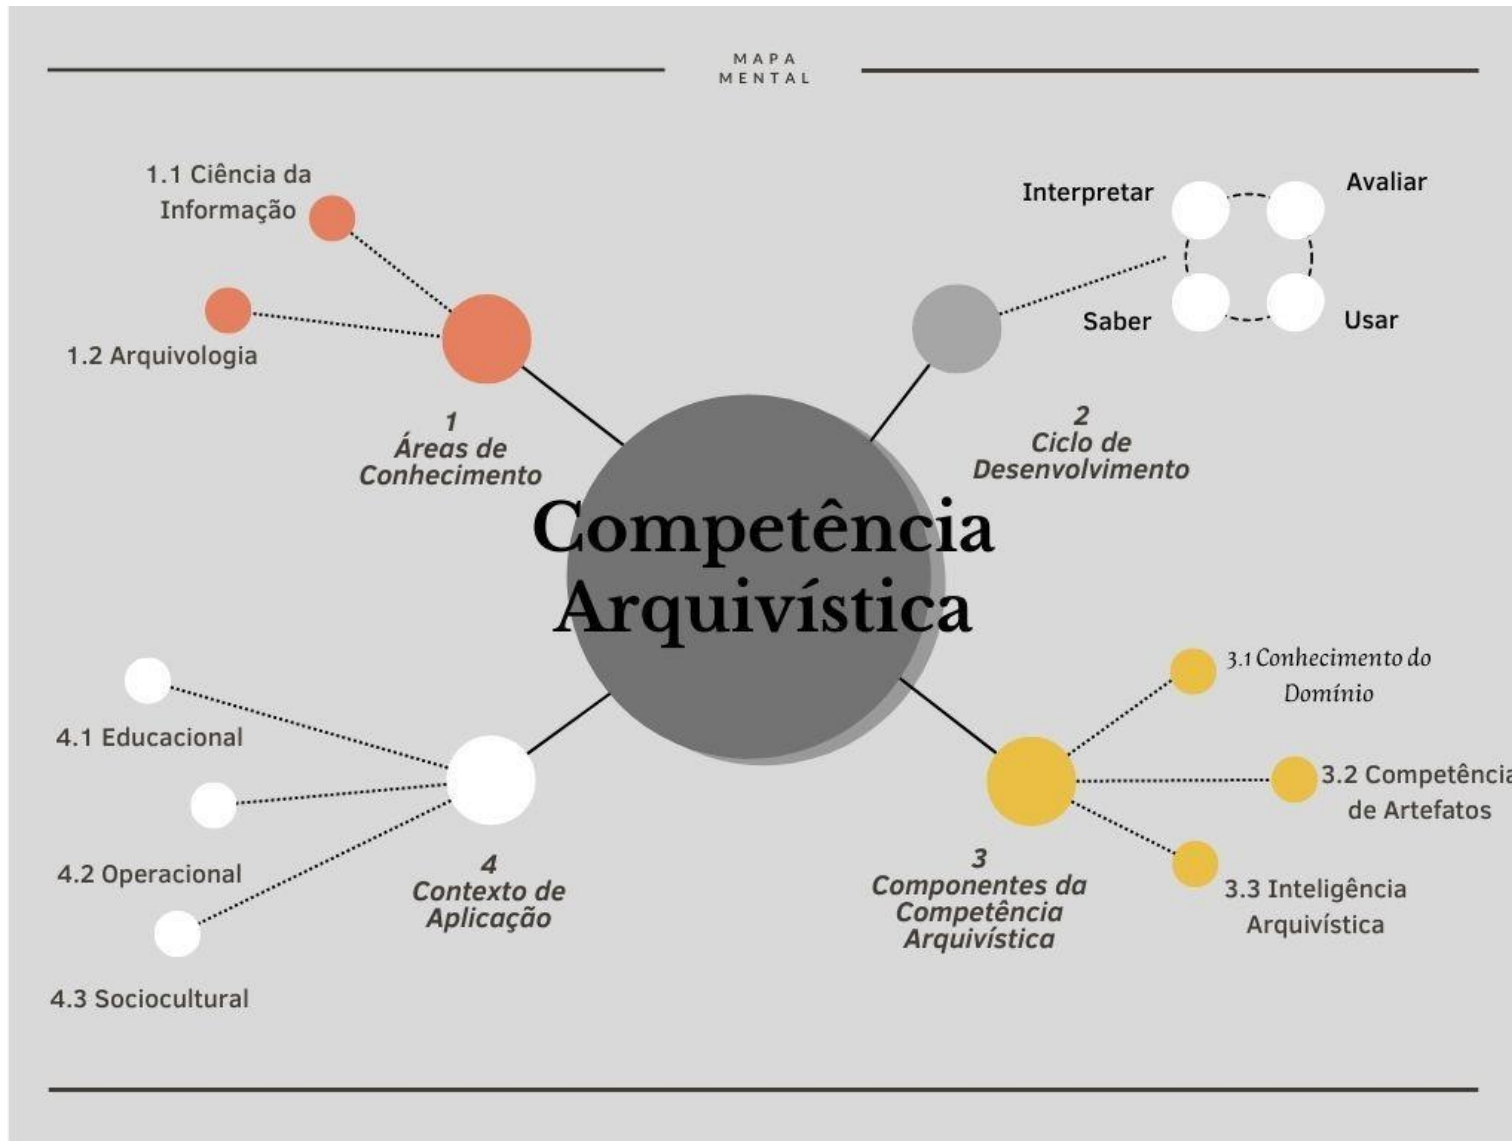 MAPA
MENTAL
1.1 Ciência da
Informação
1.2 Arquivologia
1
Áreas de
Conhecimento
Interpretar
Avaliar
Saber
Usar
2
Ciclo de
Desenvolvimento
Competência
Arquivística
3.1 Conhecimento do
Domínio
3.2 Competência
de Artefatos
3.3 Inteligência
Arquivística
3
Componentes da
Competência
Arquivística
4.1 Educacional
4.2 Operacional
4.3 Sociocultural
4
Contexto de
Aplicação